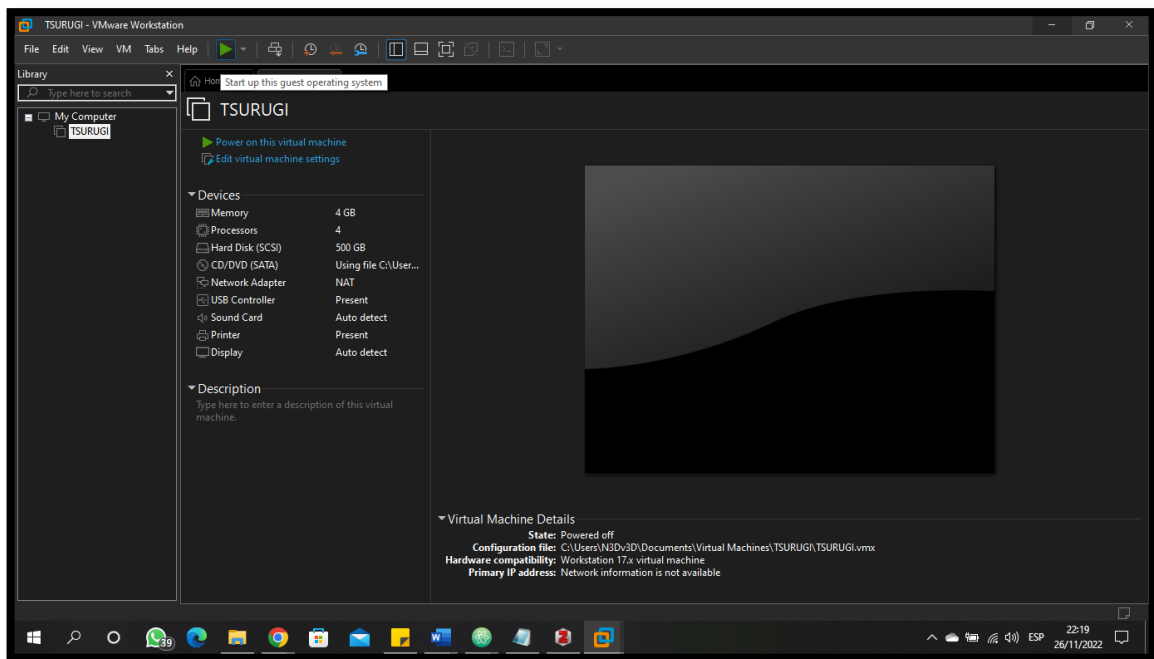 TSURUGI - VMware Workstation
File Edit View VM Tabs Help
Library
Type here to search
My Computer
TSURUGI
Start up this guest operating system
TSURUGI
Power on this virtual machine
Edit virtual machine settings
Devices
Memory 4 GB
Processors 4
Hard Disk (SCSI) 500 GB
CD/DVD (SATA) Using file C:\User...
Network Adapter NAT
USB Controller Present
Sound Card Auto detect
Printer Present
Display Auto detect
Description
Type here to enter a description of this virtual
machine.
Virtual Machine Details
State: Powered off
Configuration file: C:\Users\N3Dv3D\Documents\Virtual Machines\TSURUGI\TSURUGI.vmx
Hardware compatibility: Workstation 17.x virtual machine
Primary IP address: Network information is not available
39
ESP
22:19
26/11/2022